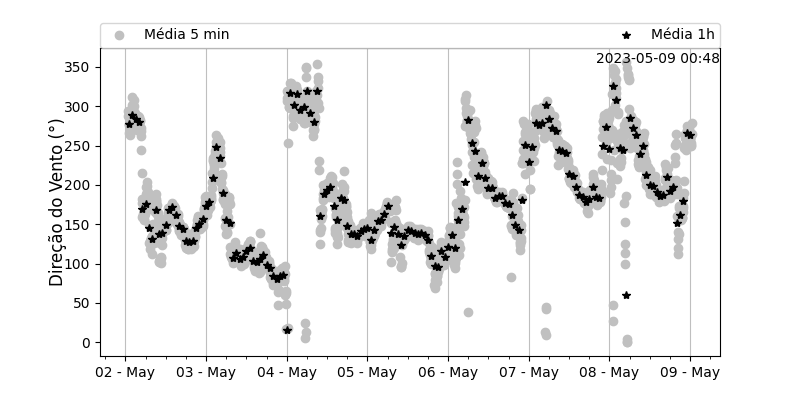 Média 5 min
Média 1h
2023-05-09 00:48
Direção do Vento (°)
350
300
250
200
150
100
50
0
02 - May
03 - May
04 - May
05 - May
06 - May
07 - May
08 - May
09 - May